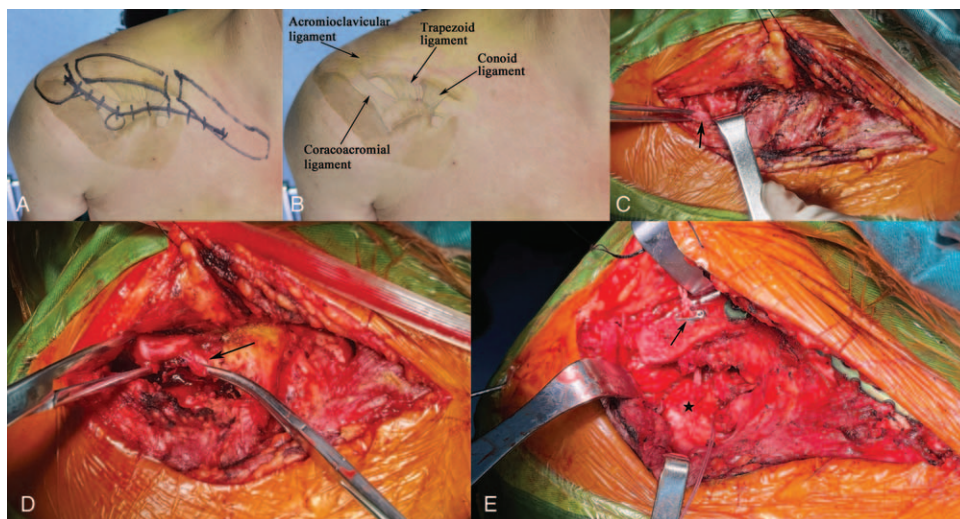 Acromioclavicular
ligament
Trapezoid
ligament
Conoid
ligament
Coracoacromial
ligament
A
B
C
D
E